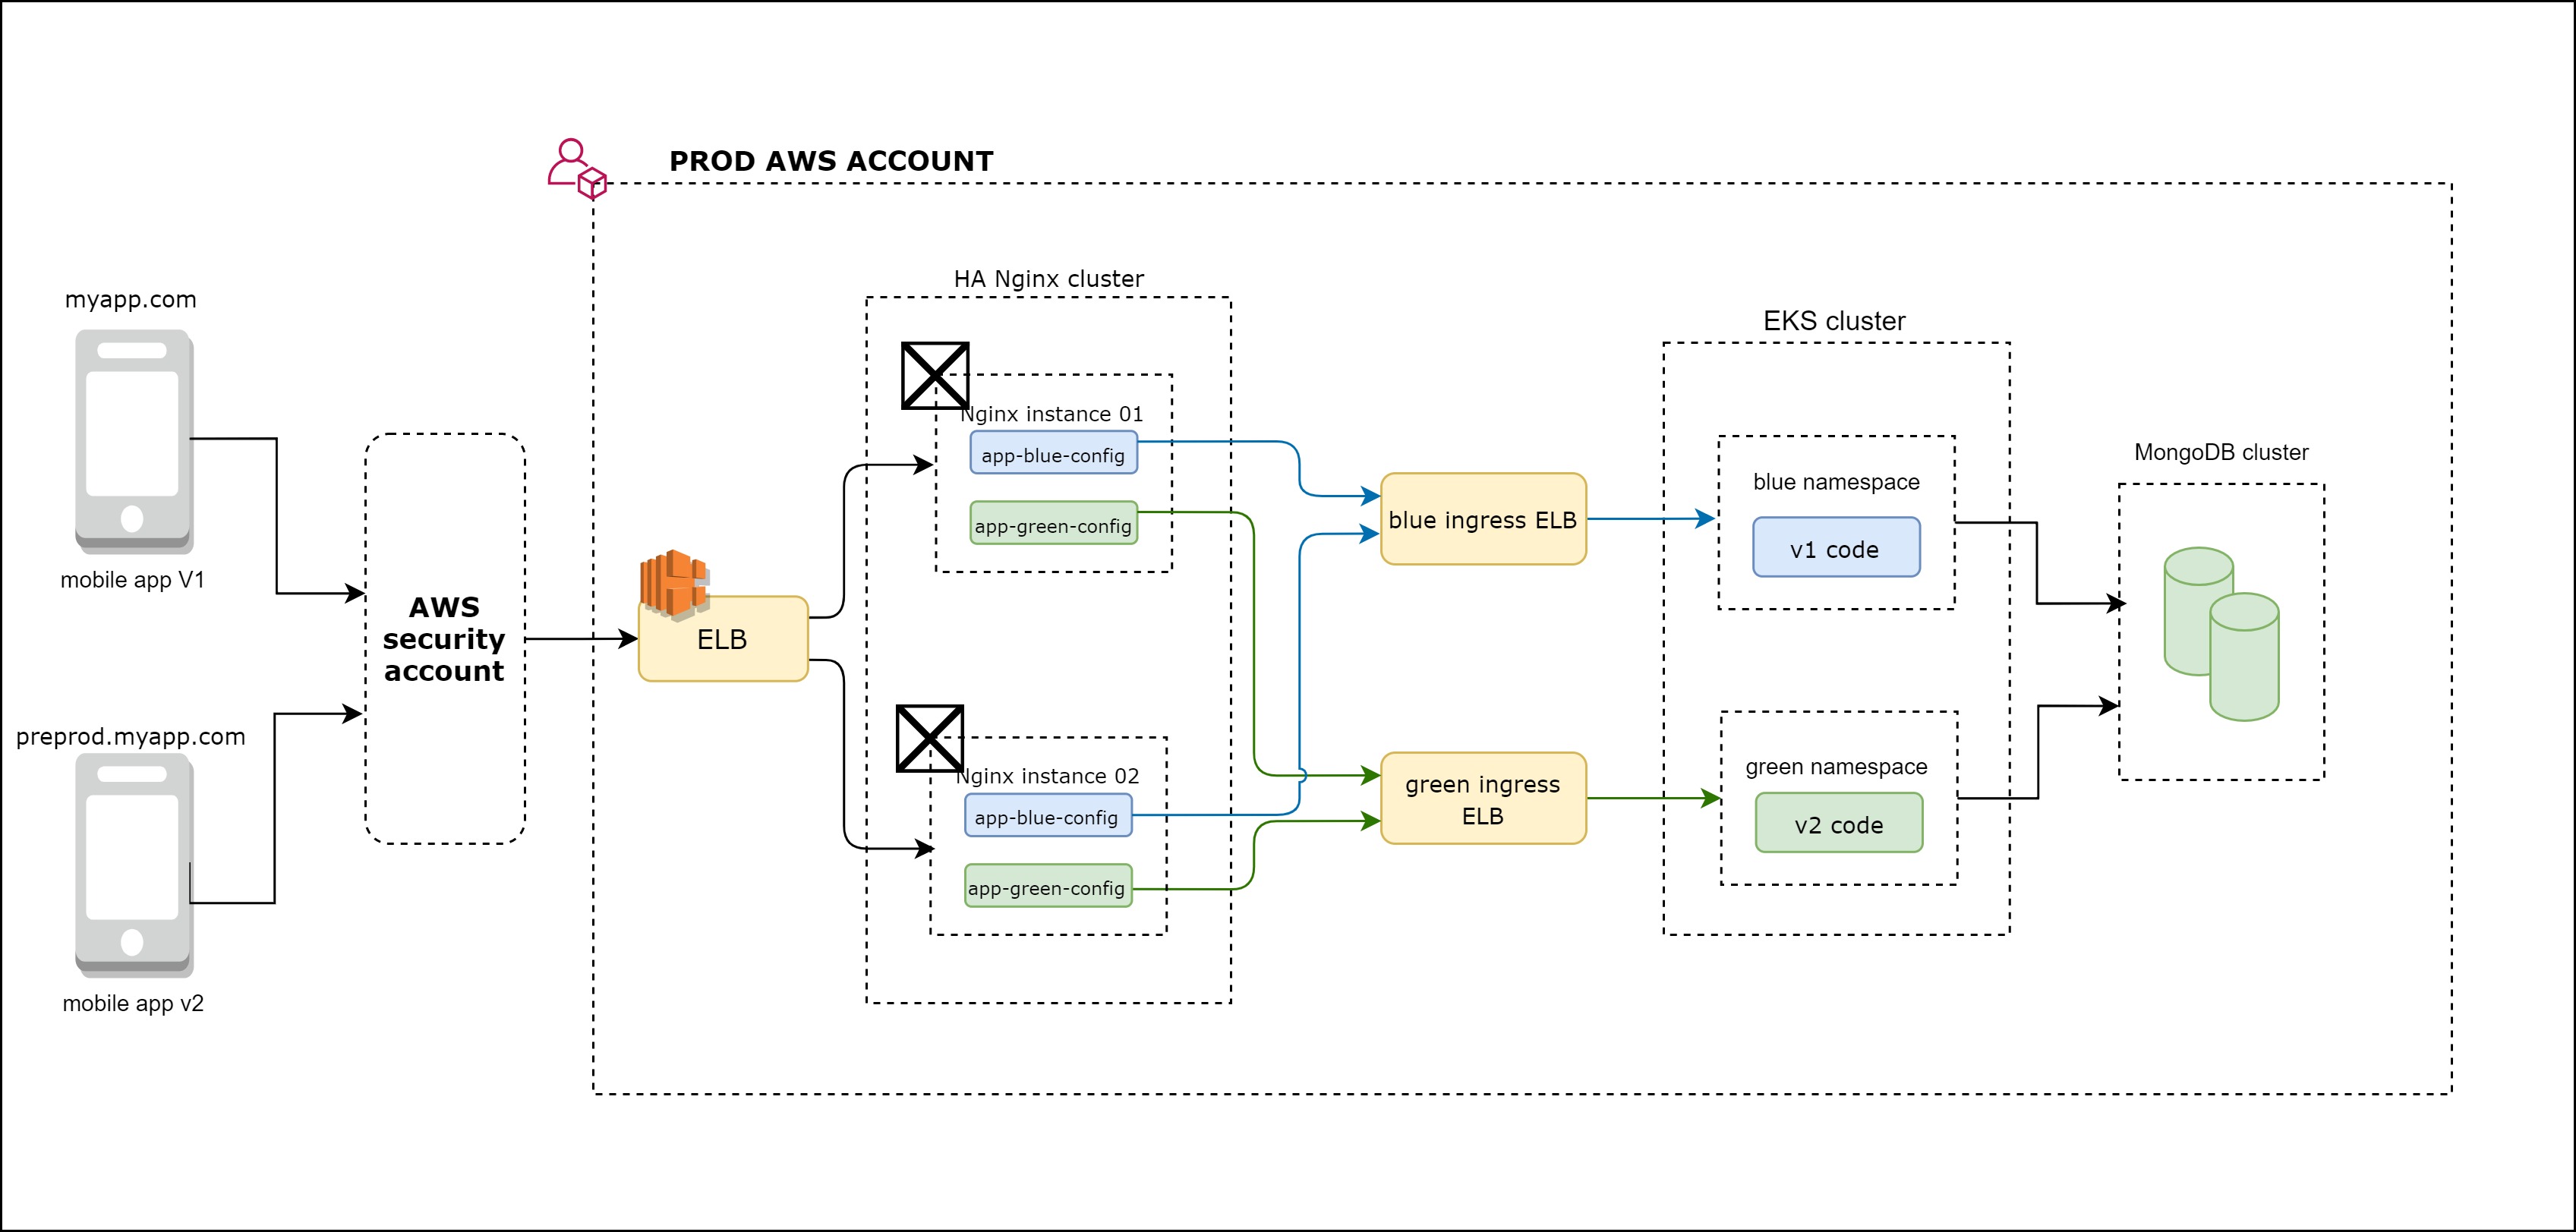 PROD AWS ACCOUNT
myapp.com
mobile app V1
preprod.myapp.com
mobile app v2
AWS
security
account
ELB
HA Nginx cluster
Nginx instance 01
app-blue-config
app-green-config
Nginx instance 02
app-blue-config
app-green-config
blue ingress ELB
green ingress
ELB
EKS cluster
blue namespace
v1 code
green namespace
v2 code
MongoDB cluster